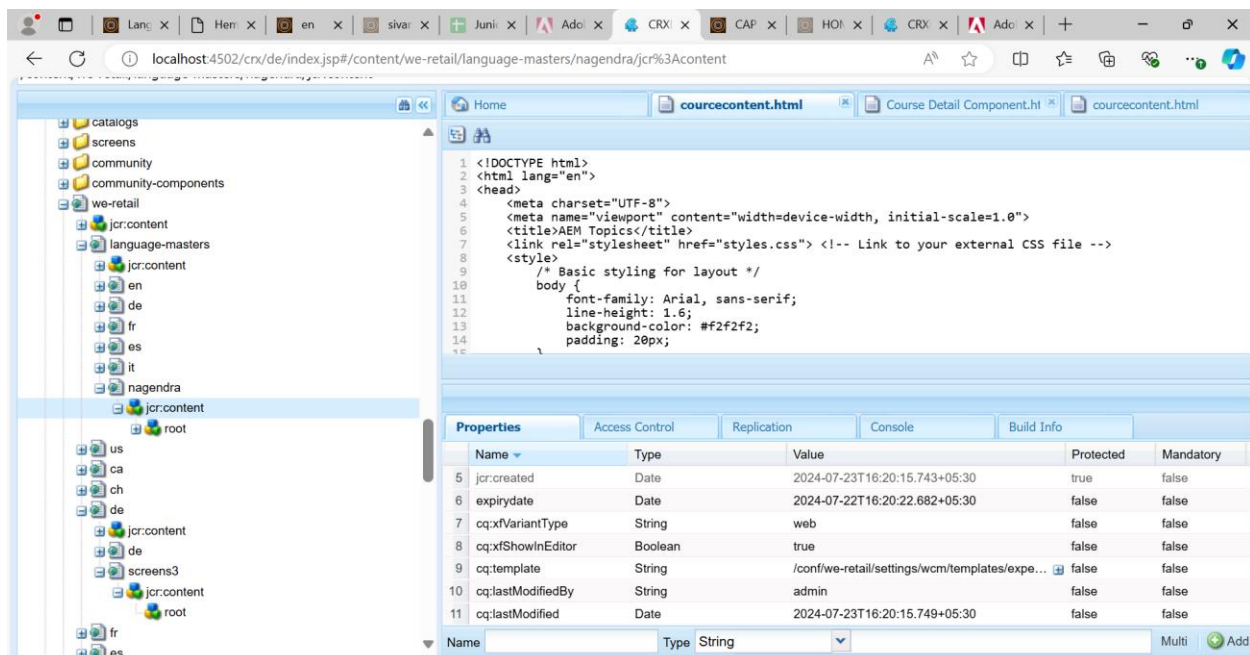 Lang
Hem
en
sivar
Junic
Adol
CRXI
CAP
HON
CRX
Adol
localhost:4502/crx/de/index.jsp#/content/we-retail/language-masters/nagendra/jcr%3Acontent
catalogs
screens
community
community-components
we-retail
jcr:content
language-masters
jcr:content
en
de
fr
es
it
nagendra
jcr:content
root
us
ca
ch
de
jcr:content
de
screens3
jcr:content
root
fr
es
Home
courcecontent.html
Course Detail Component.ht
courcecontent.html
1 <!DOCTYPE html>
2 <html lang="en">
3 <head>
4 <meta charset="UTF-8">
5 <meta name="viewport" content="width=device-width, initial-scale=1.0">
6 <title>AEM Topics</title>
7 <link rel="stylesheet" href="styles.css"> <!-- Link to your external CSS file -->
8 <style>
9 /* Basic styling for layout */
10 body {
11 font-family: Arial, sans-serif;
12 line-height: 1.6;
13 background-color: #f2f2f2;
14 padding: 20px;
15 }
Properties Access Control Replication Console Build Info
Name Type Value Protected Mandatory
5 jcr:created Date 2024-07-23T16:20:15.743+05:30 true false
6 expirydate Date 2024-07-22T16:20:22.682+05:30 false false
7 cq:xfVariantType String web false false
8 cq:xfShowInEditor Boolean true false false
9 cq:template String /conf/we-retail/settings/wcm/templates/expe... false false
10 cq:lastModifiedBy String admin false false
11 cq:lastModified Date 2024-07-23T16:20:15.749+05:30 false false
Name Type String Multi Add